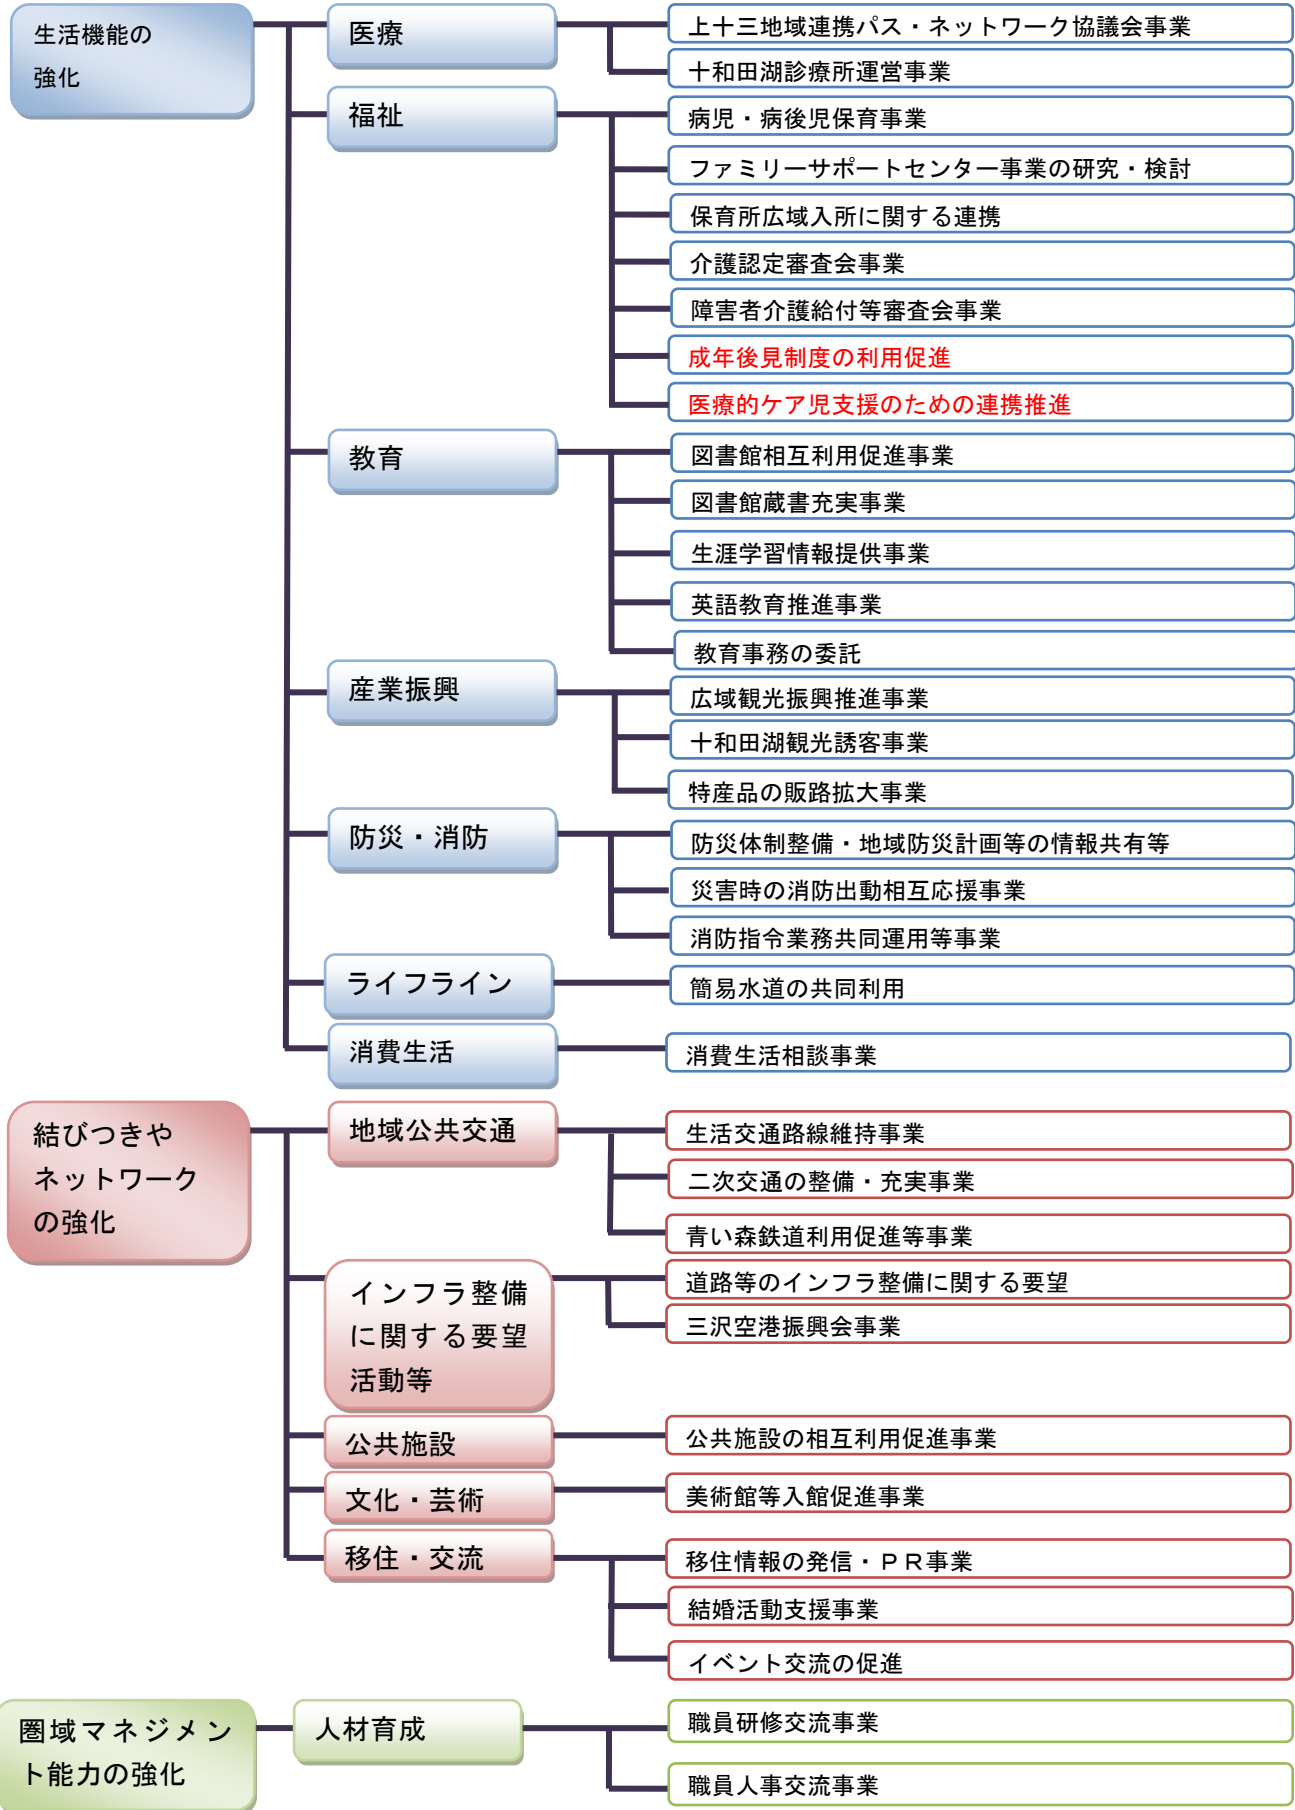 生活機能の
強化
医療
上十三地域連携パス・ネットワーク協議会事業
十和田湖診療所運営事業
福祉
病児・病後児保育事業
ファミリーサポートセンター事業の研究・検討
保育所広域入所に関する連携
介護認定審査会事業
障害者介護給付等審査会事業
成年後見制度の利用促進
医療的ケア児支援のための連携推進
教育
図書館相互利用促進事業
図書館蔵書充実事業
生涯学習情報提供事業
英語教育推進事業
教育事務の委託
産業振興
広域観光振興推進事業
十和田湖観光誘客事業
特産品の販路拡大事業
防災・消防
防災体制整備・地域防災計画等の情報共有等
災害時の消防出動相互応援事業
消防指令業務共同運用等事業
ライフライン
簡易水道の共同利用
消費生活
消費生活相談事業
結びつきや
ネットワーク
の強化
地域公共交通
生活交通路線維持事業
二次交通の整備・充実事業
青い森鉄道利用促進等事業
インフラ整備
に関する要望
活動等
道路等のインフラ整備に関する要望
三沢空港振興会事業
公共施設
公共施設の相互利用促進事業
文化・芸術
美術館等入館促進事業
移住・交流
移住情報の発信・ＰＲ事業
結婚活動支援事業
イベント交流の促進
圏域マネジメン
ト能力の強化
人材育成
職員研修交流事業
職員人事交流事業